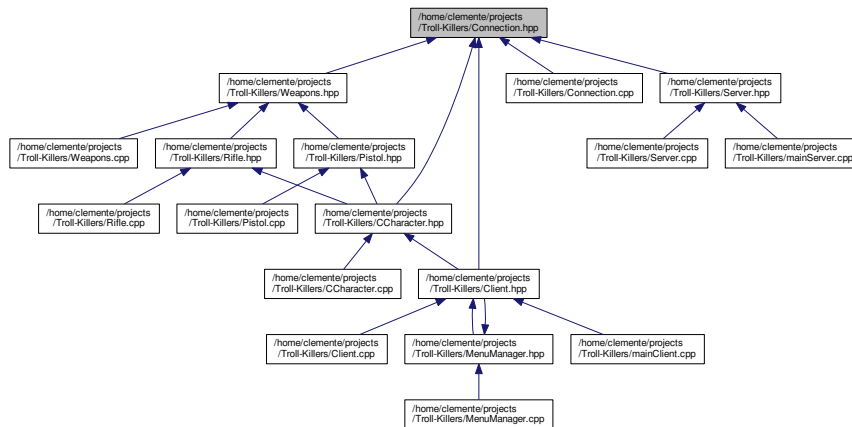 /home/clemente/projects
/Troll-Killers/Connection.hpp
/home/clemente/projects
/Troll-Killers/Weapons.hpp
/home/clemente/projects
/Troll-Killers/Connection.cpp
/home/clemente/projects
/Troll-Killers/Server.hpp
/home/clemente/projects
/Troll-Killers/Weapons.cpp
/home/clemente/projects
/Troll-Killers/Rifle.hpp
/home/clemente/projects
/Troll-Killers/Pistol.hpp
/home/clemente/projects
/Troll-Killers/Server.cpp
/home/clemente/projects
/Troll-Killers/mainServer.cpp
/home/clemente/projects
/Troll-Killers/Rifle.cpp
/home/clemente/projects
/Troll-Killers/Pistol.cpp
/home/clemente/projects
/Troll-Killers/CCharacter.hpp
/home/clemente/projects
/Troll-Killers/CCharacter.cpp
/home/clemente/projects
/Troll-Killers/Client.hpp
/home/clemente/projects
/Troll-Killers/Client.cpp
/home/clemente/projects
/Troll-Killers/MenuManager.hpp
/home/clemente/projects
/Troll-Killers/mainClient.cpp
/home/clemente/projects
/Troll-Killers/MenuManager.cpp